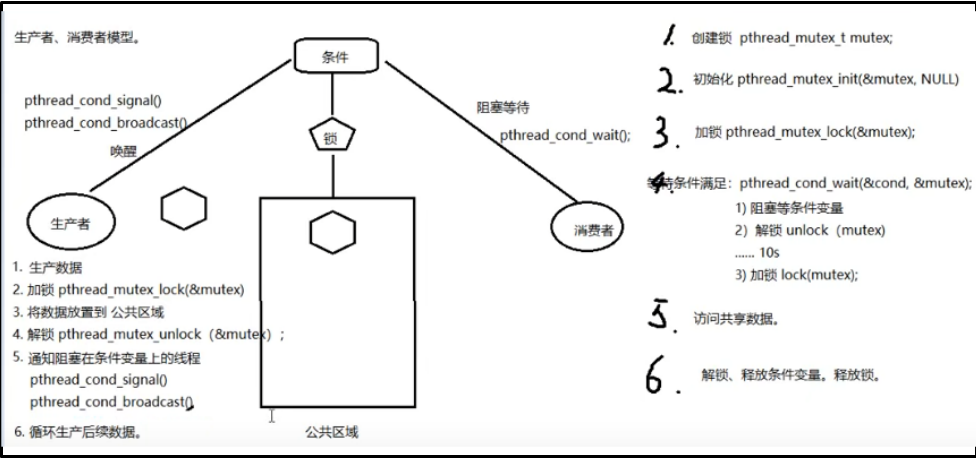 生产者、消费者模型。
条件
pthread_cond_signal()
pthread_cond_broadcast()
唤醒
锁
阻塞等待
pthread_cond_wait();
生产者
消费者
1. 生产数据
2. 加锁 pthread_mutex_lock(&mutex)
3. 将数据放置到 公共区域
4. 解锁 pthread_mutex_unlock（&mutex）;
5. 通知阻塞在条件变量上的线程
pthread_cond_signal()
pthread_cond_broadcast()
6. 循环生产后续数据。
公共区域
1. 创建锁 pthread_mutex_t mutex;
2. 初始化 pthread_mutex_init(&mutex, NULL)
3. 加锁 pthread_mutex_lock(&mutex);
4. 等待条件满足：pthread_cond_wait(&cond, &mutex);
1) 阻塞等条件变量
2) 解锁 unlock（mutex)
...... 10s
3) 加锁 lock(mutex);
5. 访问共享数据。
6. 解锁、释放条件变量。释放锁。